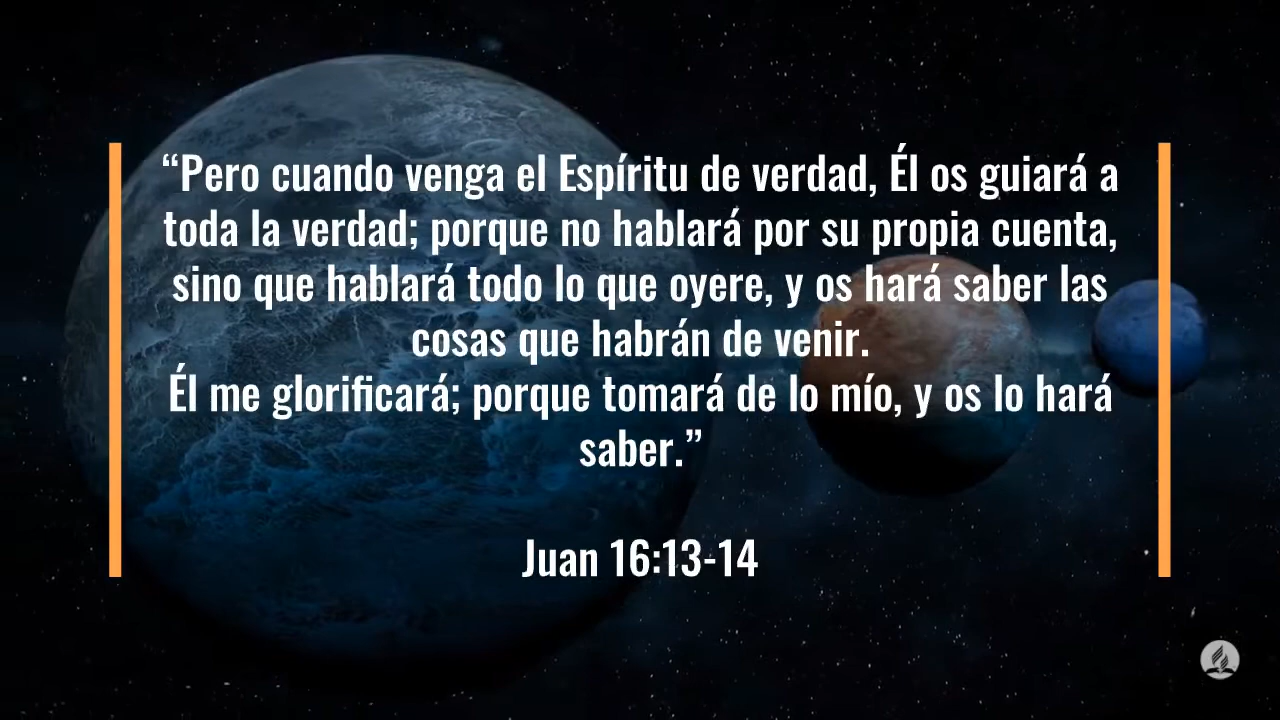 “Pero cuando venga el Espíritu de verdad, Él os guiará a
toda la verdad; porque no hablará por su propia cuenta,
sino que hablará todo lo que oyere, y os hará saber las
cosas que habrán de venir.
Él me glorificará; porque tomará de lo mío, y os lo hará
saber.”
Juan 16:13-14